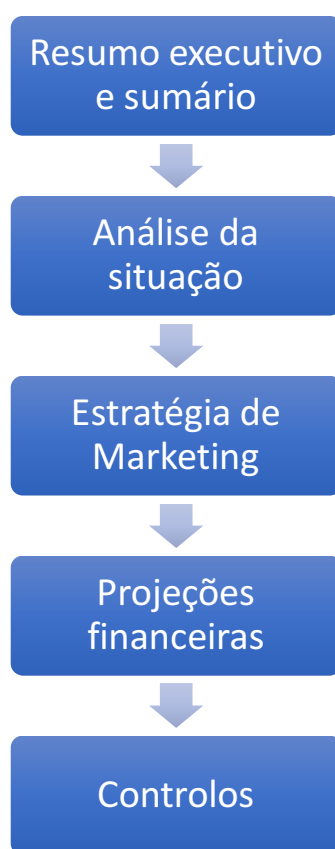 Resumo executivo
e sumário
Análise da
situação
Estratégia de
Marketing
Projeções
financeiras
Controlos